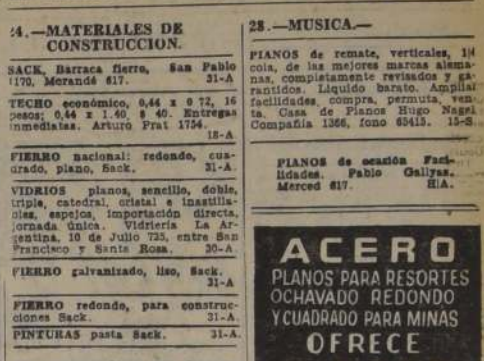 24.—MATERIALES DE
CONSTRUCCION.
SACK, Barraca fierro, San Pablo
1170, Morandé 817. 31-A
TECHO económico, 0,44 x 0 72, 16
pesos; 0,44 x 1.40, $ 40. Entregas
inmediatas. Arturo Prat 1754.
18-A
FIERRO nacional: redondo, cua-
drado, plano, Sack. 31-A
VIDRIOS planos, sencillo, doble,
triple, catedral, cristal e inastilla-
bles, espejos, importación directa,
jornada única. Vidriería La Ar-
gentina, 10 de Julio 725, entre San
Francisco y Santa Rosa. 30-A.
FIERRO galvanizado, liso, Sack.
31-A
FIERRO redondo, para construc-
ciones Sack. 31-A.
PINTURAS pasta Sack. 31-A.
28.—MUSICA.—
PIANOS de remate, verticales, 1|4
cola, de las mejores marcas alema-
nas, completamente revisados y ga-
rantidos. Líquido barato. Amplias
facilidades, compra, permuta, ven-
ta. Casa de Pianos Hugo Nagel
Compañía 1366, fono 65415. 15-S
PIANOS de ocasión Faci-
lidades. Pablo Gallyas.
Merced 617. H|A.
ACERO
PLANOS PARA RESORTES
OCHAVADO REDONDO
Y CUADRADO PARA MINAS
OFRECE